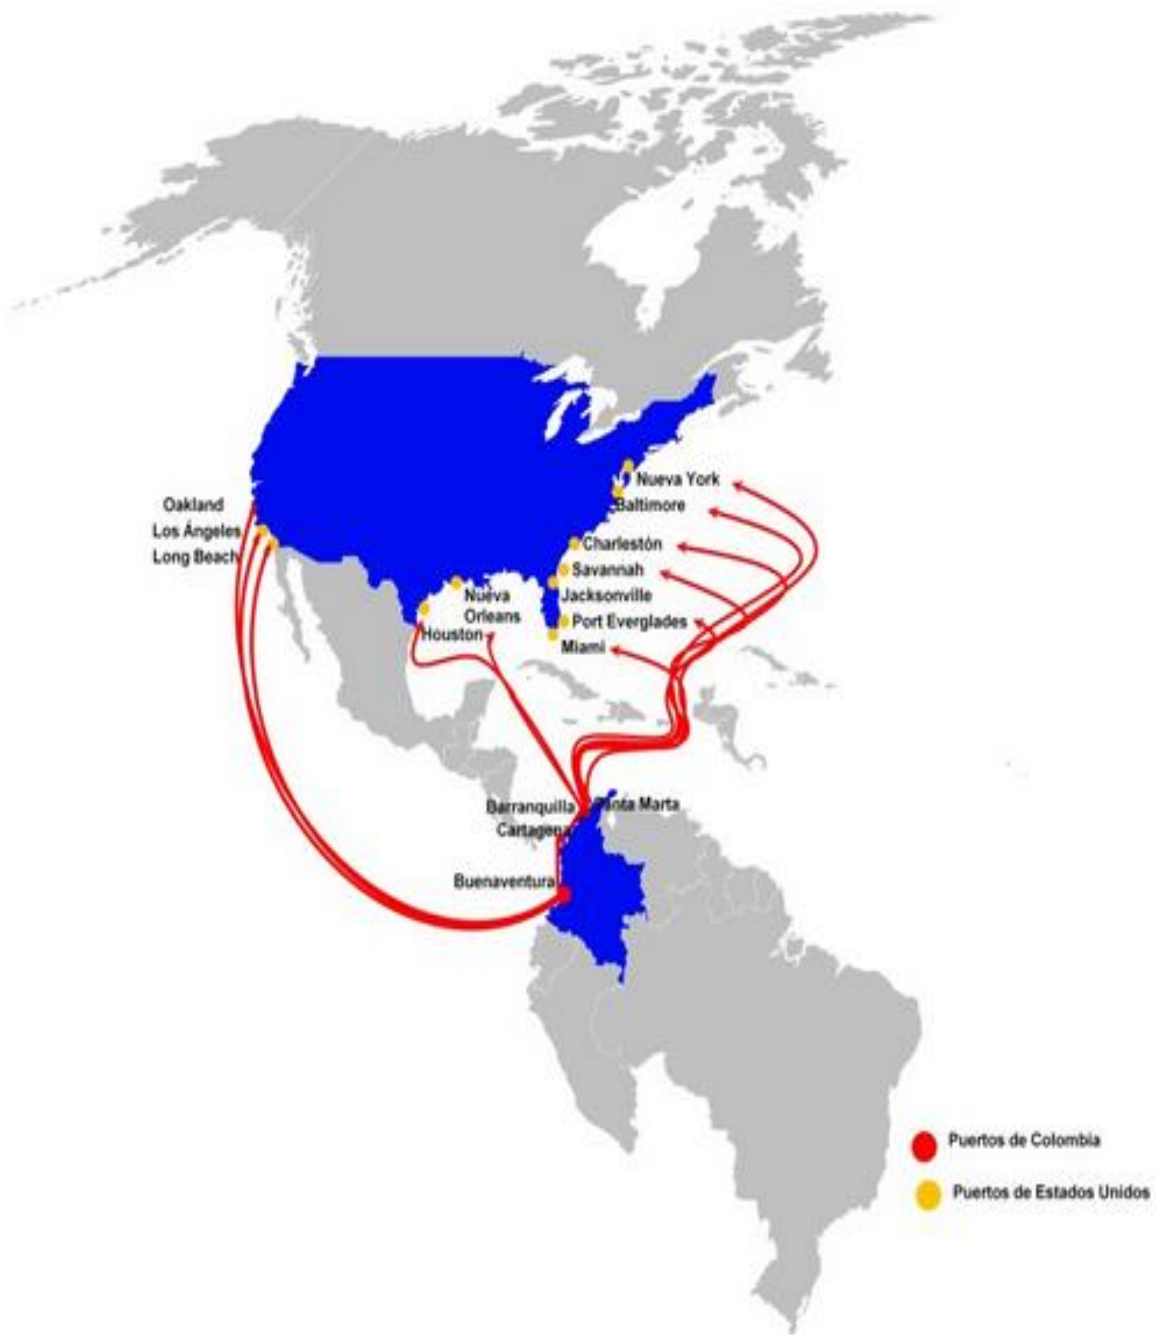 Nueva York
Oakland
Baltimore
Los Ángeles
Charlestón
Long Beach
Savannah
Nueva
Orleans
Jacksonville
Port Everglades
Houston
Miami
Barranquilla
Santa Marta
Cartagena
Buenaventura
Puertos de Colombia
Puertos de Estados Unidos